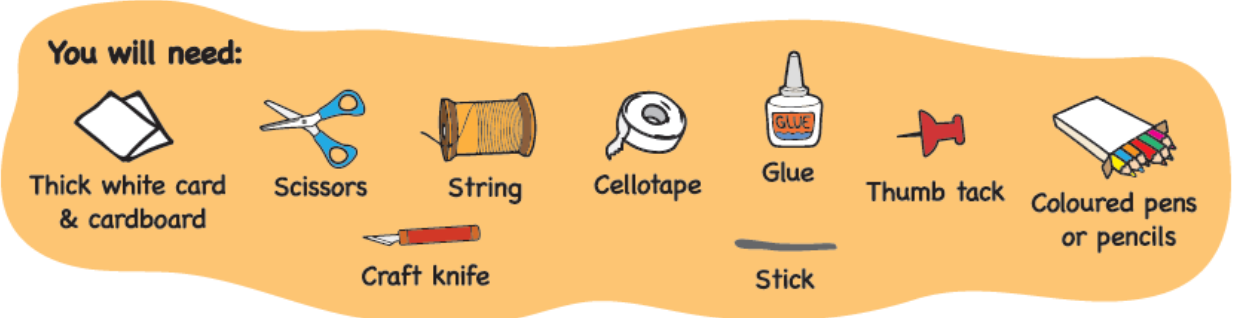 You will need:
GLUE
Thick white card
& cardboard
Scissors
String
Cellotape
Glue
Thumb tack
Coloured pens
or pencils
Craft knife
Stick